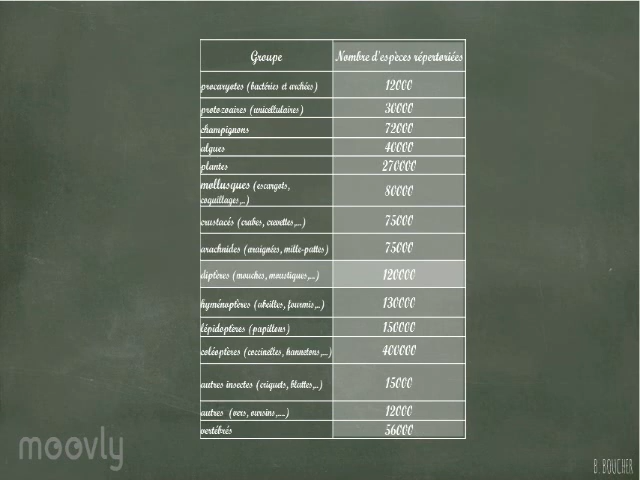 Groupe Nombre d'espèces répertoriées
procaryotes (bactéries et archées) 12000
protozoaires (unicellulaires) 30000
champignons 72000
algues 40000
plantes 270000
mollusques (escargots,
coquillages,..) 80000
crustacés (crabes, crevettes,...) 75000
arachnides (araignées, mille-pattes) 75000
diptères (mouches, moustiques,...) 120000
hyménoptères (abeilles, fourmis,..) 130000
lépidoptères (papillons) 150000
coléoptères (coccinelles, hannetons,...) 400000
autres insectes (criquets, blattes,..) 15000
autres (vers, oursins,....) 12000
vertébrés 56000
moovly
B. BOUCHER